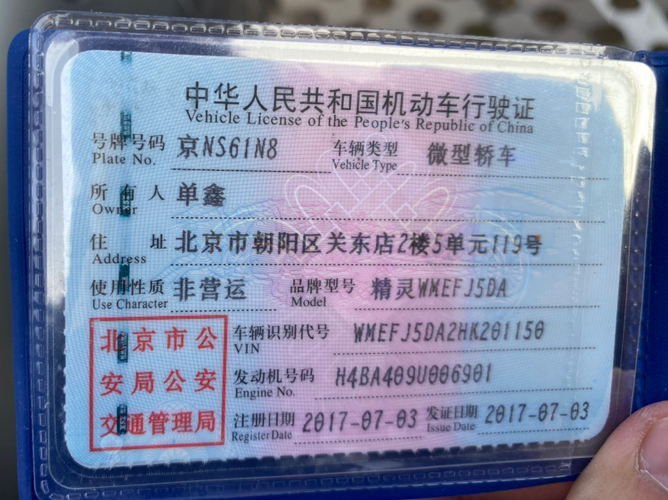 中华人民共和国机动车行驶证
Vehicle License of the People's Republic of China
号牌号码 京NS61N8 车辆类型 微型轿车
Plate No. Vehicle Type
所有人 单鑫
Owner
住址 北京市朝阳区关东店2楼5单元119号
Address
使用性质 非营运 品牌型号 精灵WMEFJ5DA
Use Character Model
北京市公安局公安交通管理局
车辆识别代号 WMEFJ5DA2HK201150
VIN
发动机号码 H4BA409U006901
Engine No.
注册日期 2017-07-03 发证日期 2017-07-03
Register Date Issue Date